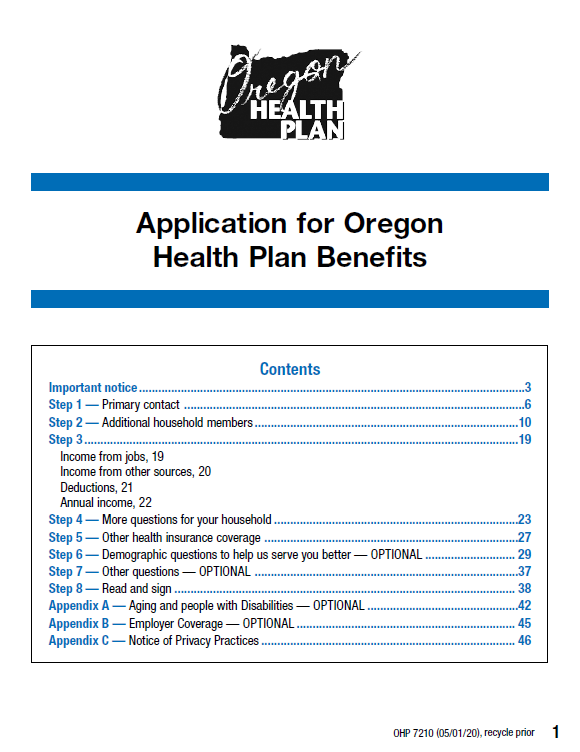 Oregon
HEALTH
PLAN
Application for Oregon
Health Plan Benefits
Contents
Important notice........................................................................................................................3
Step 1 — Primary contact ..........................................................................................................6
Step 2 — Additional household members..................................................................................10
Step 3.......................................................................................................................................19
Income from jobs, 19
Income from other sources, 20
Deductions, 21
Annual income, 22
Step 4 — More questions for your household............................................................................23
Step 5 — Other health insurance coverage ...............................................................................27
Step 6 — Demographic questions to help us serve you better — OPTIONAL ............................ 29
Step 7 — Other questions — OPTIONAL ..................................................................................37
Step 8 — Read and sign .......................................................................................................... 38
Appendix A — Aging and people with Disabilities — OPTIONAL ...............................................42
Appendix B — Employer Coverage — OPTIONAL.................................................................... 45
Appendix C — Notice of Privacy Practices............................................................................... 46
OHP 7210 (05/01/20), recycle prior 1